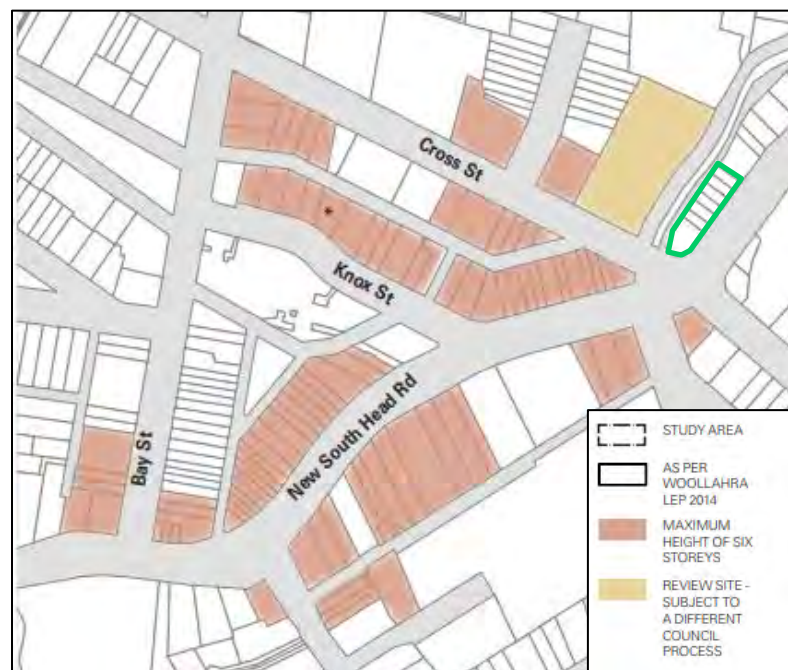 Cross St
Knox St
New South Head Rd
Bay St
*
STUDY AREA
AS PER
WOOLLAHRA
LEP 2014
MAXIMUM
HEIGHT OF SIX
STOREYS
REVIEW SITE -
SUBJECT TO
A DIFFERENT
COUNCIL
PROCESS